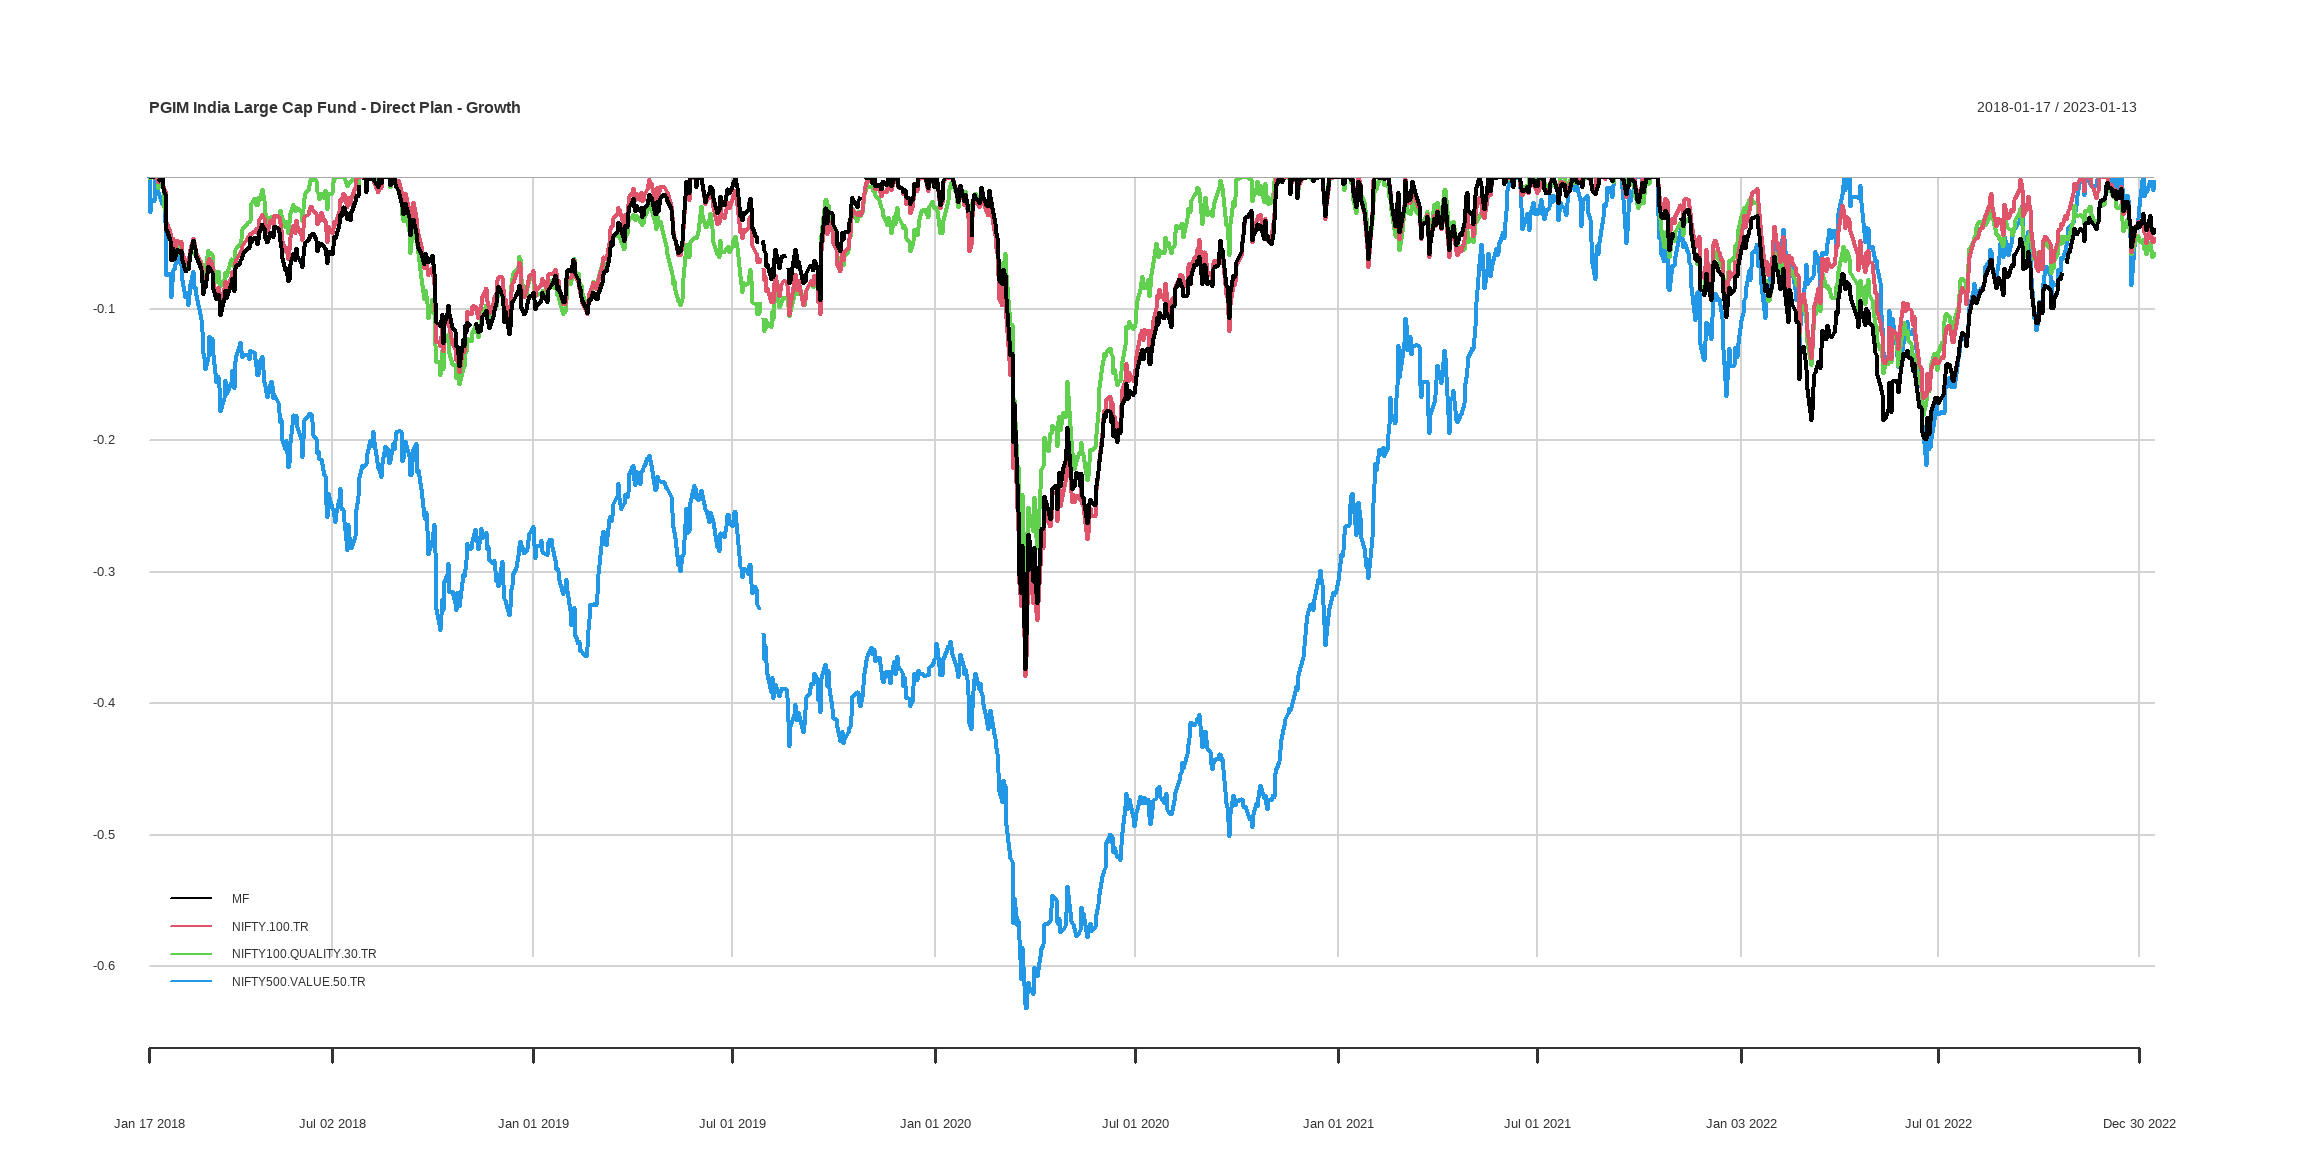 PGIM India Large Cap Fund - Direct Plan - Growth
2018-01-17 / 2023-01-13
-0.1
-0.2
-0.3
-0.4
-0.5
-0.6
MF
NIFTY.100.TR
NIFTY100.QUALITY.30.TR
NIFTY500.VALUE.50.TR
Jan 17 2018 Jul 02 2018 Jan 01 2019 Jul 01 2019 Jan 01 2020 Jul 01 2020 Jan 01 2021 Jul 01 2021 Jan 03 2022 Jul 01 2022 Dec 30 2022